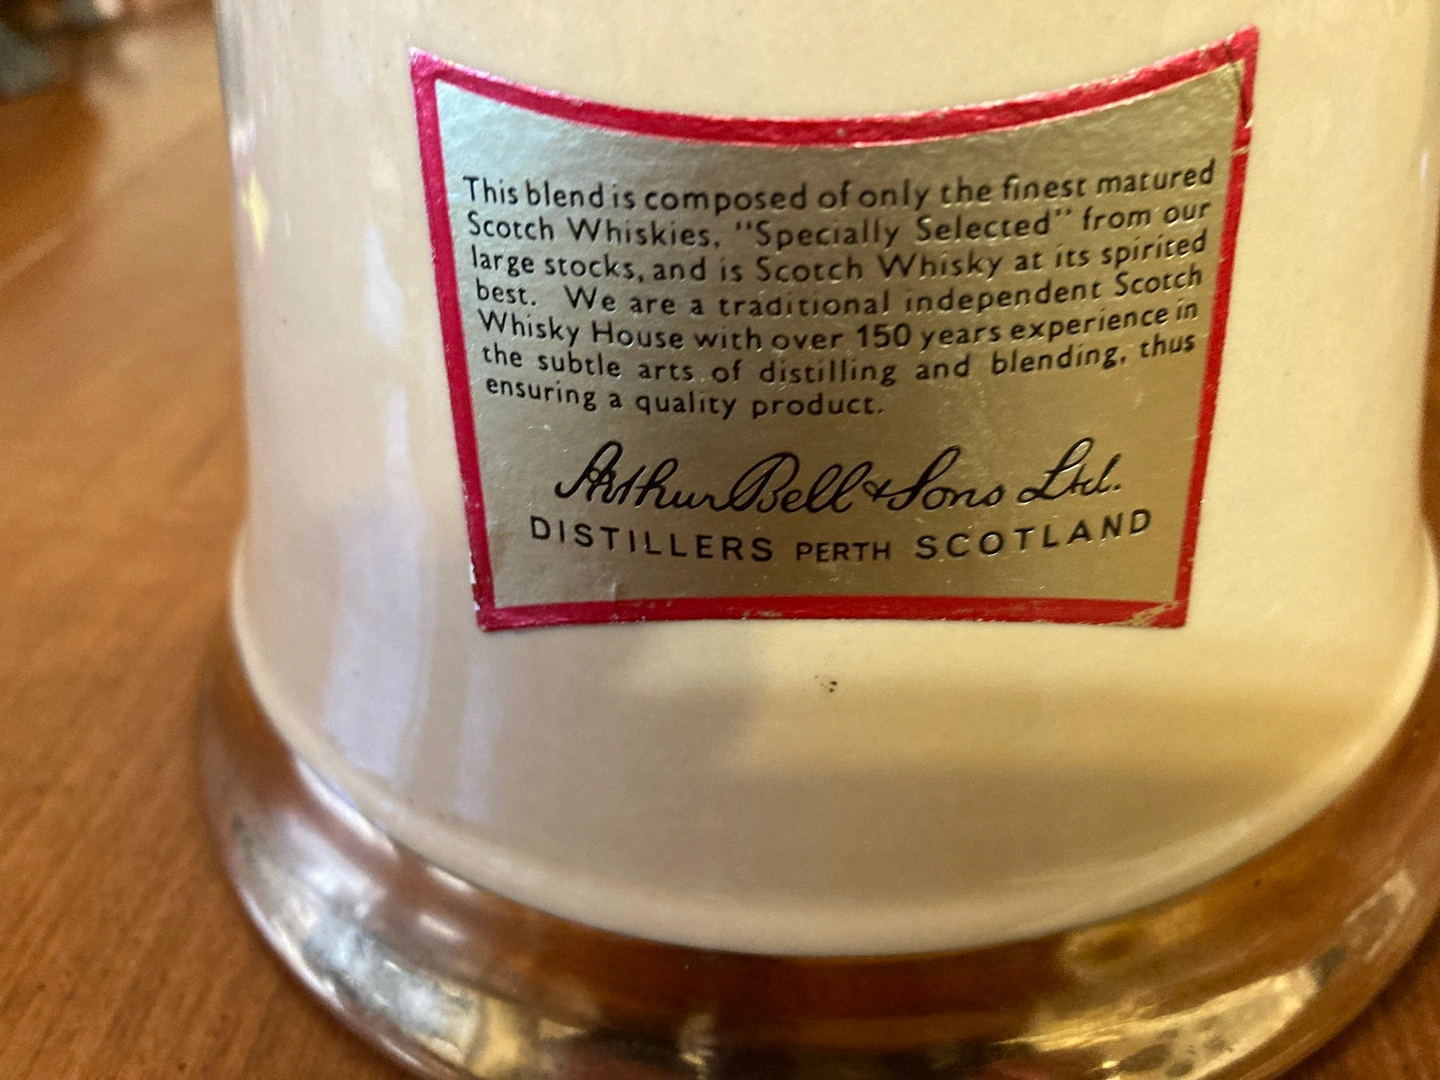 This blend is composed of only the finest matured
Scotch Whiskies, "Specially Selected" from our
large stocks, and is Scotch Whisky at its spirited
best. We are a traditional independent Scotch
Whisky House with over 150 years experience in
the subtle arts of distilling and blending, thus
ensuring a quality product.
Arthur Bell & Sons Ltd.
DISTILLERS PERTH SCOTLAND